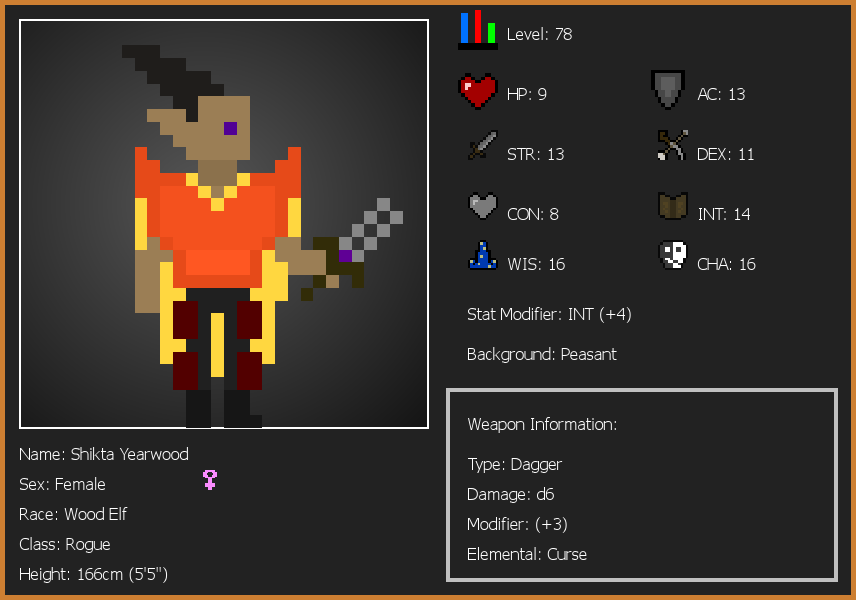 Level: 78
HP: 9
AC: 13
STR: 13
DEX: 11
CON: 8
INT: 14
WIS: 16
CHA: 16
Stat Modifier: INT (+4)
Background: Peasant
Weapon Information:
Type: Dagger
Damage: d6
Modifier: (+3)
Elemental: Curse
Name: Shikta Yearwood
Sex: Female
Race: Wood Elf
Class: Rogue
Height: 166cm (5'5")